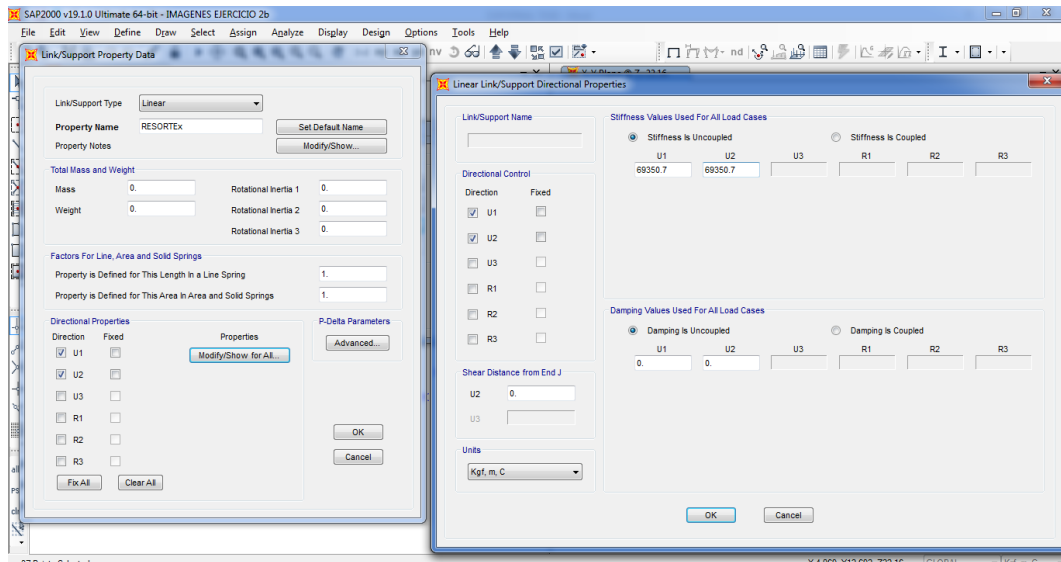 SAP2000 v19.1.0 Ultimate 64-bit - IMAGENES EJERCICIO 2b
File Edit View Define Draw Select Assign Analyze Display Design Options Tools Help
nv
nd
Link/Support Property Data
Link/Support Type Linear
Property Name RESORTEx Set Default Name
Property Notes Modify/Show...
Total Mass and Weight
Mass 0. Rotational Inertia 1 0.
Weight 0. Rotational Inertia 2 0.
Rotational Inertia 3 0.
Factors For Line, Area and Solid Springs
Property is Defined for This Length In a Line Spring 1.
Property is Defined for This Area In Area and Solid Springs 1.
Directional Properties
Direction Fixed Properties
U1 Modify/Show for All...
U2
U3
R1
R2
R3
Fix All Clear All
P-Delta Parameters
Advanced...
OK
Cancel
Linear Link/Support Directional Properties
Link/Support Name
Directional Control
Direction Fixed
U1
U2
U3
R1
R2
R3
Shear Distance from End J
U2 0.
U3
Units
Kgf, m, C
Stiffness Values Used For All Load Cases
Stiffness Is Uncoupled Stiffness Is Coupled
U1 U2 U3 R1 R2 R3
69350.7 69350.7
Damping Values Used For All Load Cases
Damping Is Uncoupled Damping Is Coupled
U1 U2 U3 R1 R2 R3
0. 0.
OK Cancel
all
GLOBAL